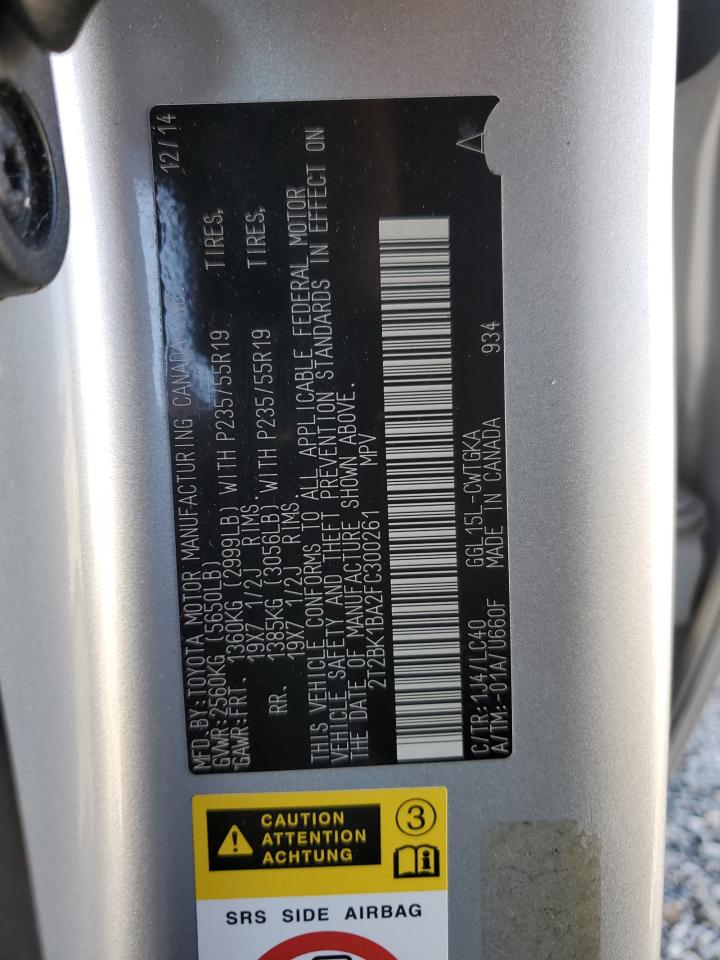 MFD.BY:TOYOTA MOTOR MANUFACTURING CANADA 12/14
GVWR:2560KG (5650LB)
GAWR:FRT. 1360KG (2999LB) WITH P235/55R19 TIRES,
19X7 1/2J RIMS.
RR. 1385KG (3056LB) WITH P235/55R19 TIRES,
19X7 1/2J RIMS.
THIS VEHICLE CONFORMS TO ALL APPLICABLE FEDERAL MOTOR
VEHICLE SAFETY AND THEFT PREVENTION STANDARDS IN EFFECT ON
THE DATE OF MANUFACTURE SHOWN ABOVE.
2T2BK1BA2FC300261 MPV
C/TR:1J4/LC40 GGL15L-CWTGKA
A/TM:-01A/U660F MADE IN CANADA 934
CAUTION
ATTENTION
ACHTUNG
3
SRS SIDE AIRBAG